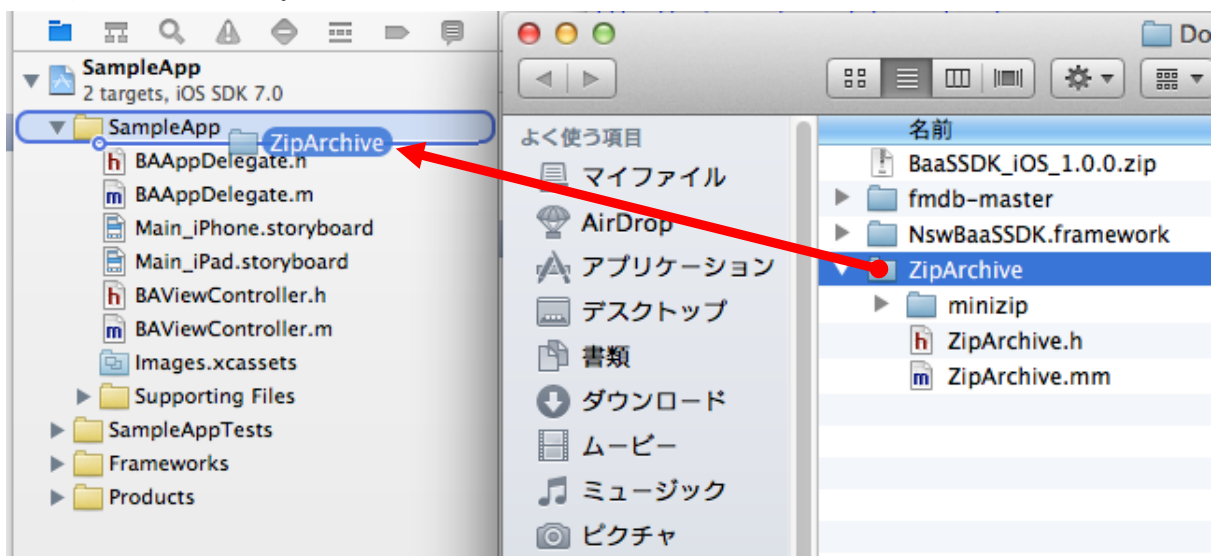 SampleApp
2 targets, iOS SDK 7.0
SampleApp
ZipArchive
BAAppDelegate.h
BAAppDelegate.m
Main_iPhone.storyboard
Main_iPad.storyboard
BAViewController.h
BAViewController.m
Images.xcassets
Supporting Files
SampleAppTests
Frameworks
Products
Do
よく使う項目
マイファイル
AirDrop
アプリケーション
デスクトップ
書類
ダウンロード
ムービー
ミュージック
ピクチャ
名前
BaaSSDK_iOS_1.0.0.zip
fmdb-master
NswBaaSSDK.framework
ZipArchive
minizip
ZipArchive.h
ZipArchive.mm